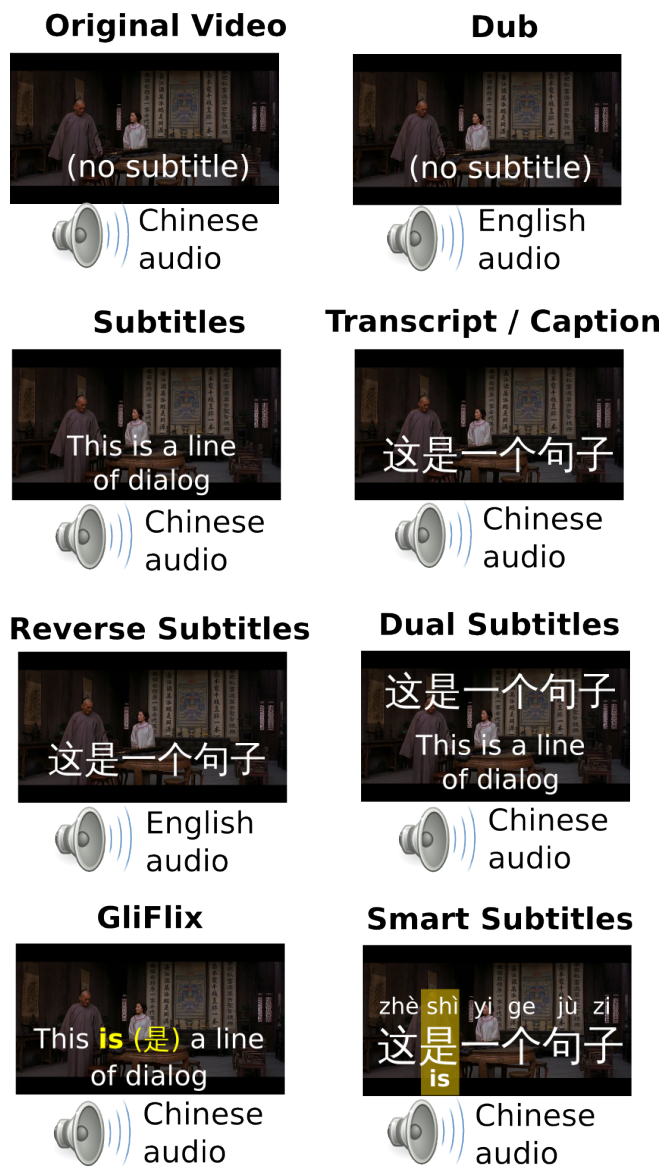 Original Video
(no subtitle)
Chinese
audio
Dub
(no subtitle)
English
audio
Subtitles
This is a line
of dialog
Chinese
audio
Transcript / Caption
这是一个句子
Chinese
audio
Reverse Subtitles
这是一个句子
English
audio
Dual Subtitles
这是一个句子
This is a line
of dialog
Chinese
audio
GliFlix
This is (是) a line
of dialog
Chinese
audio
Smart Subtitles
zhè shì yi ge jù zi
这是一个句子
is
Chinese
audio